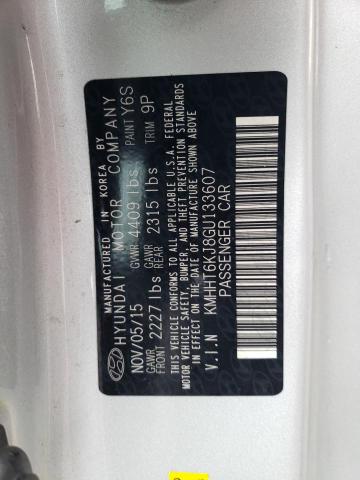 MANUFACTURED IN KOREA BY
HYUNDAI MOTOR COMPANY
NOV/05/15 GVWR 4409 lbs PAINT Y6S
GAWR FRONT 2227 lbs GAWR REAR 2315 lbs TRIM 9P
THIS VEHICLE CONFORMS TO ALL APPLICABLE U.S.A. FEDERAL
MOTOR VEHICLE SAFETY, BUMPER, AND THEFT PREVENTION STANDARDS
IN EFFECT ON THE DATE OF MANUFACTURE SHOWN ABOVE
V.I.N KMHHT6KJ8GU133607
PASSENGER CAR